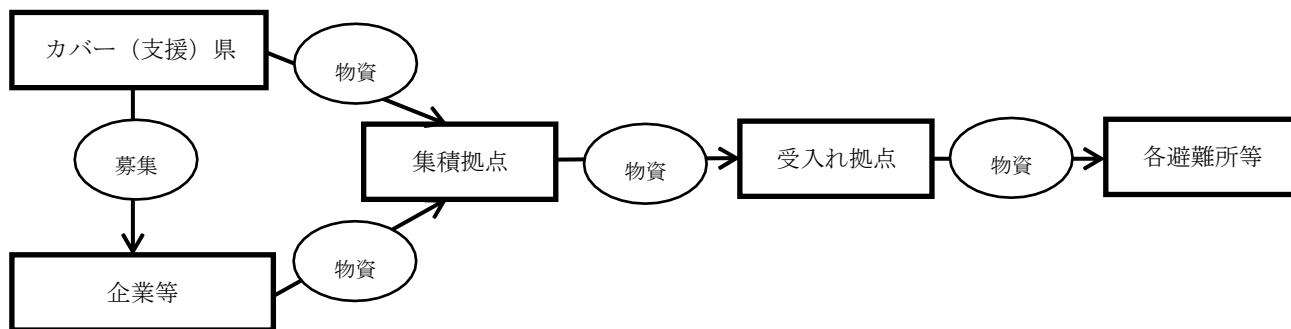 カバー（支援）県
物資
募集
集積拠点
物資
受入れ拠点
物資
各避難所等
企業等
物資